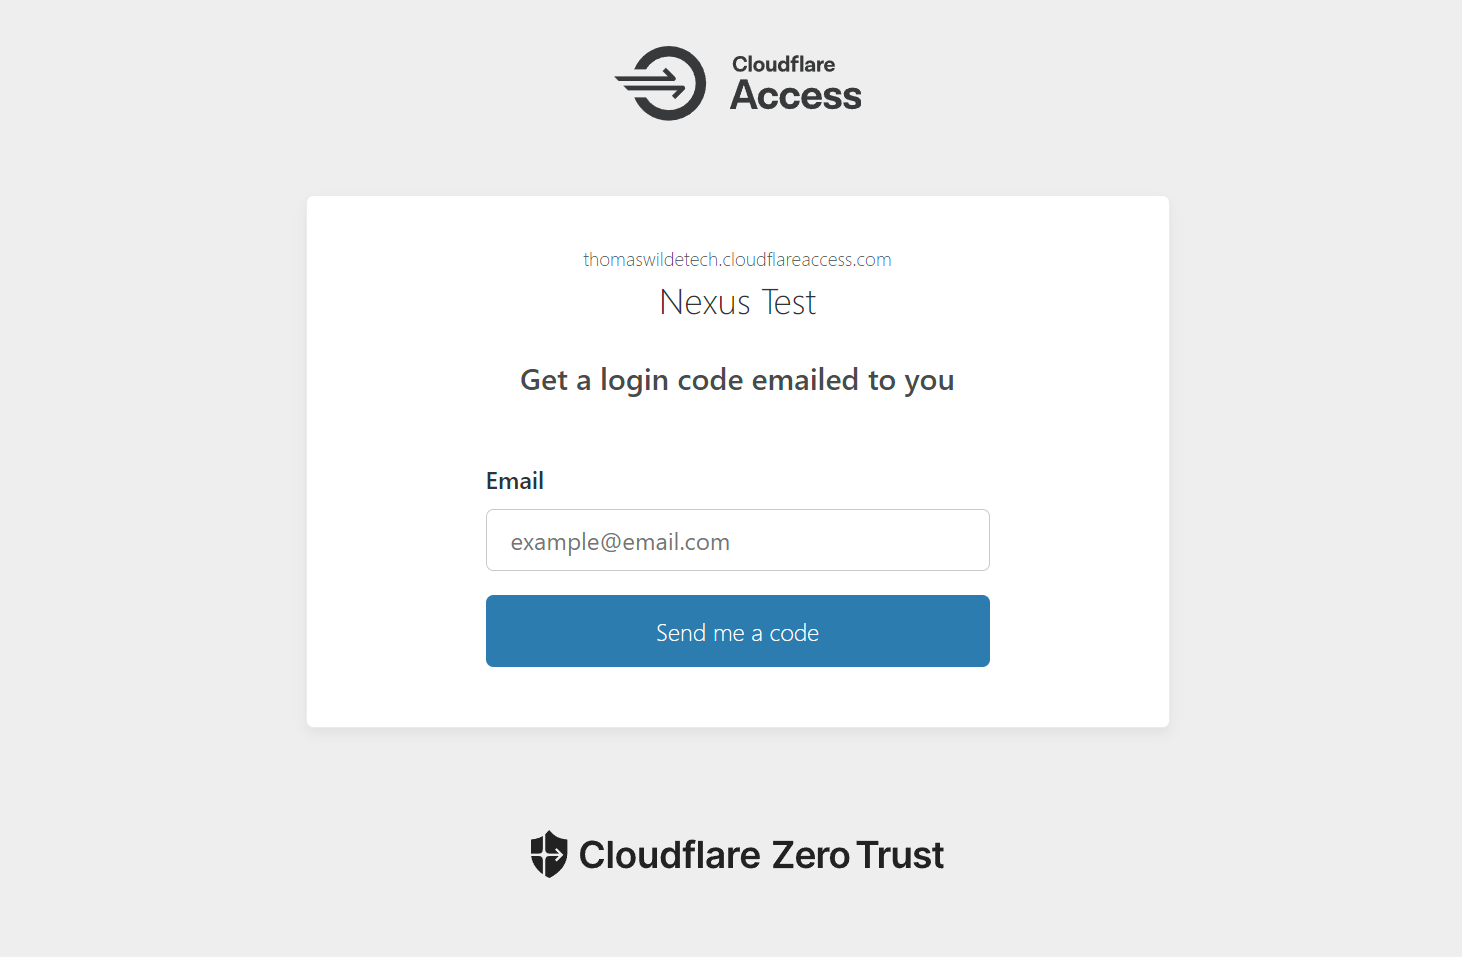 Cloudflare
Access
thomaswildetech.cloudflareaccess.com
Nexus Test
Get a login code emailed to you
Email
example@email.com
Send me a code
Cloudflare Zero Trust